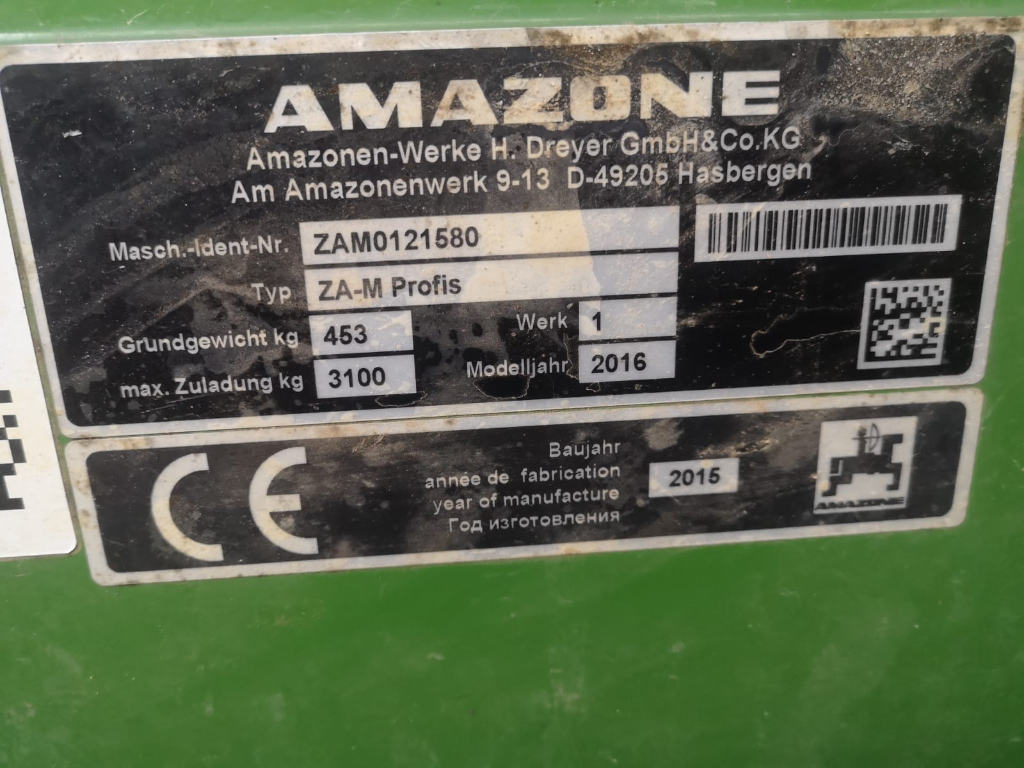 AMAZONE
Amazonen-Werke H. Dreyer GmbH&Co.KG
Am Amazonenwerk 9-13 D-49205 Hasbergen
Masch.-Ident-Nr. ZAM0121580
Typ ZA-M Profis
Grundgewicht kg 453 Werk 1
max. Zuladung kg 3100 Modelljahr 2016
CE
Baujahr
année de fabrication
year of manufacture 2015
Год изготовления
AMAZONE